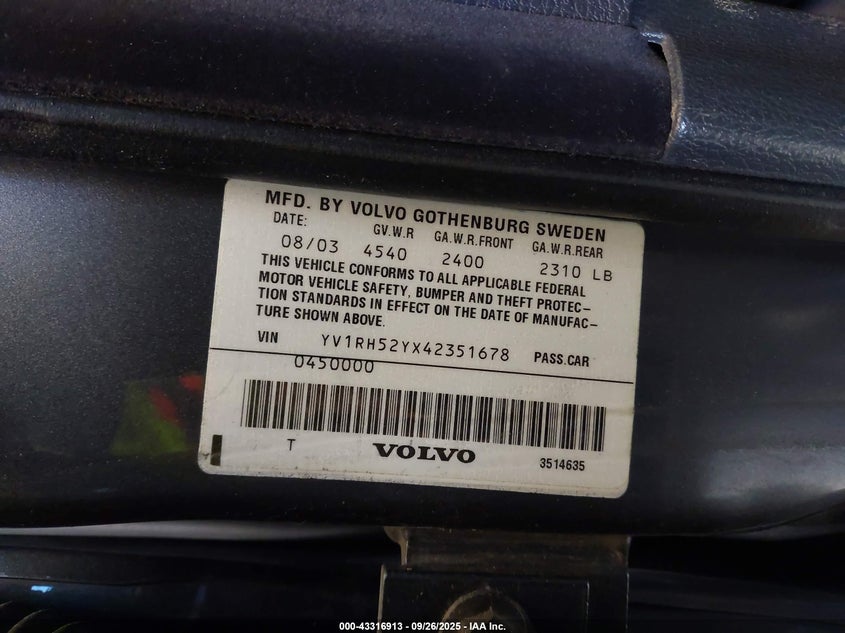 MFD. BY VOLVO GOTHENBURG SWEDEN
DATE: GV.W.R GA.W.R.FRONT GA.W.R.REAR
08/03 4540 2400 2310 LB
THIS VEHICLE CONFORMS TO ALL APPLICABLE FEDERAL
MOTOR VEHICLE SAFETY, BUMPER AND THEFT PROTEC-
TION STANDARDS IN EFFECT ON THE DATE OF MANUFAC-
TURE SHOWN ABOVE.
VIN YV1RH52YX42351678 PASS.CAR
0450000
T VOLVO 3514635
000-43316913 - 09/26/2025 - IAA Inc.